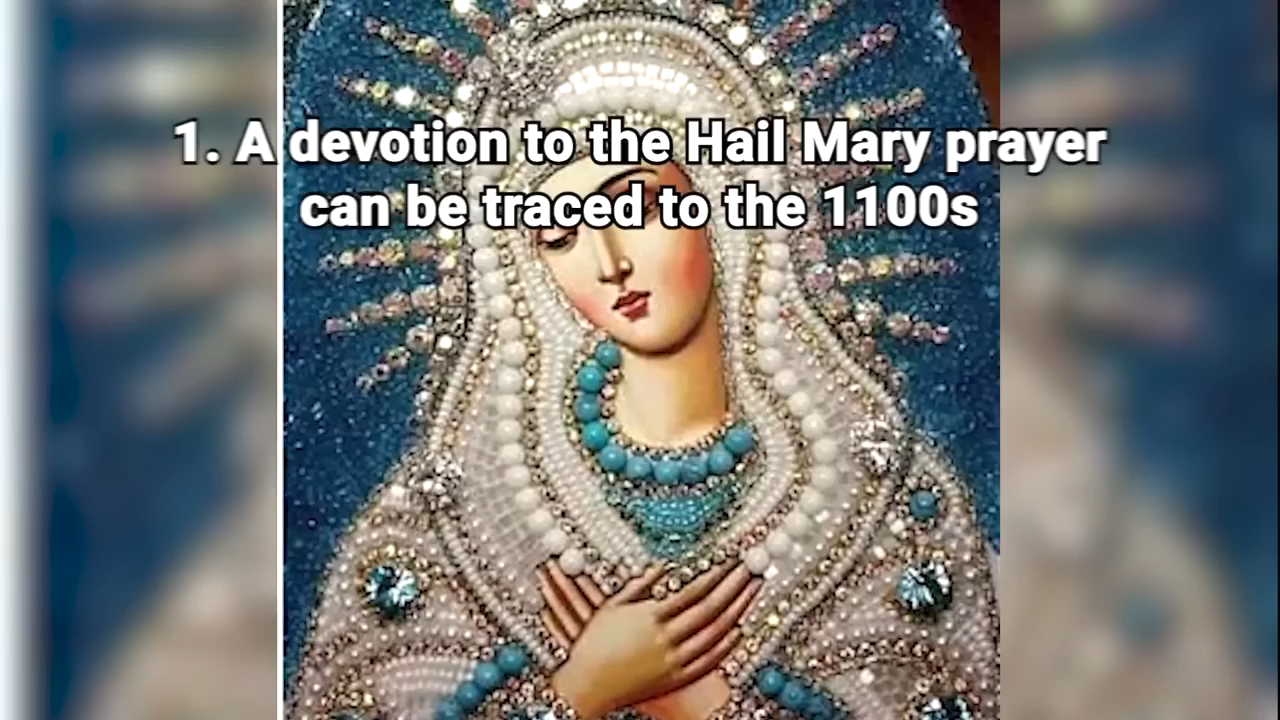 1. A devotion to the Hail Mary prayer
can be traced to the 1100s